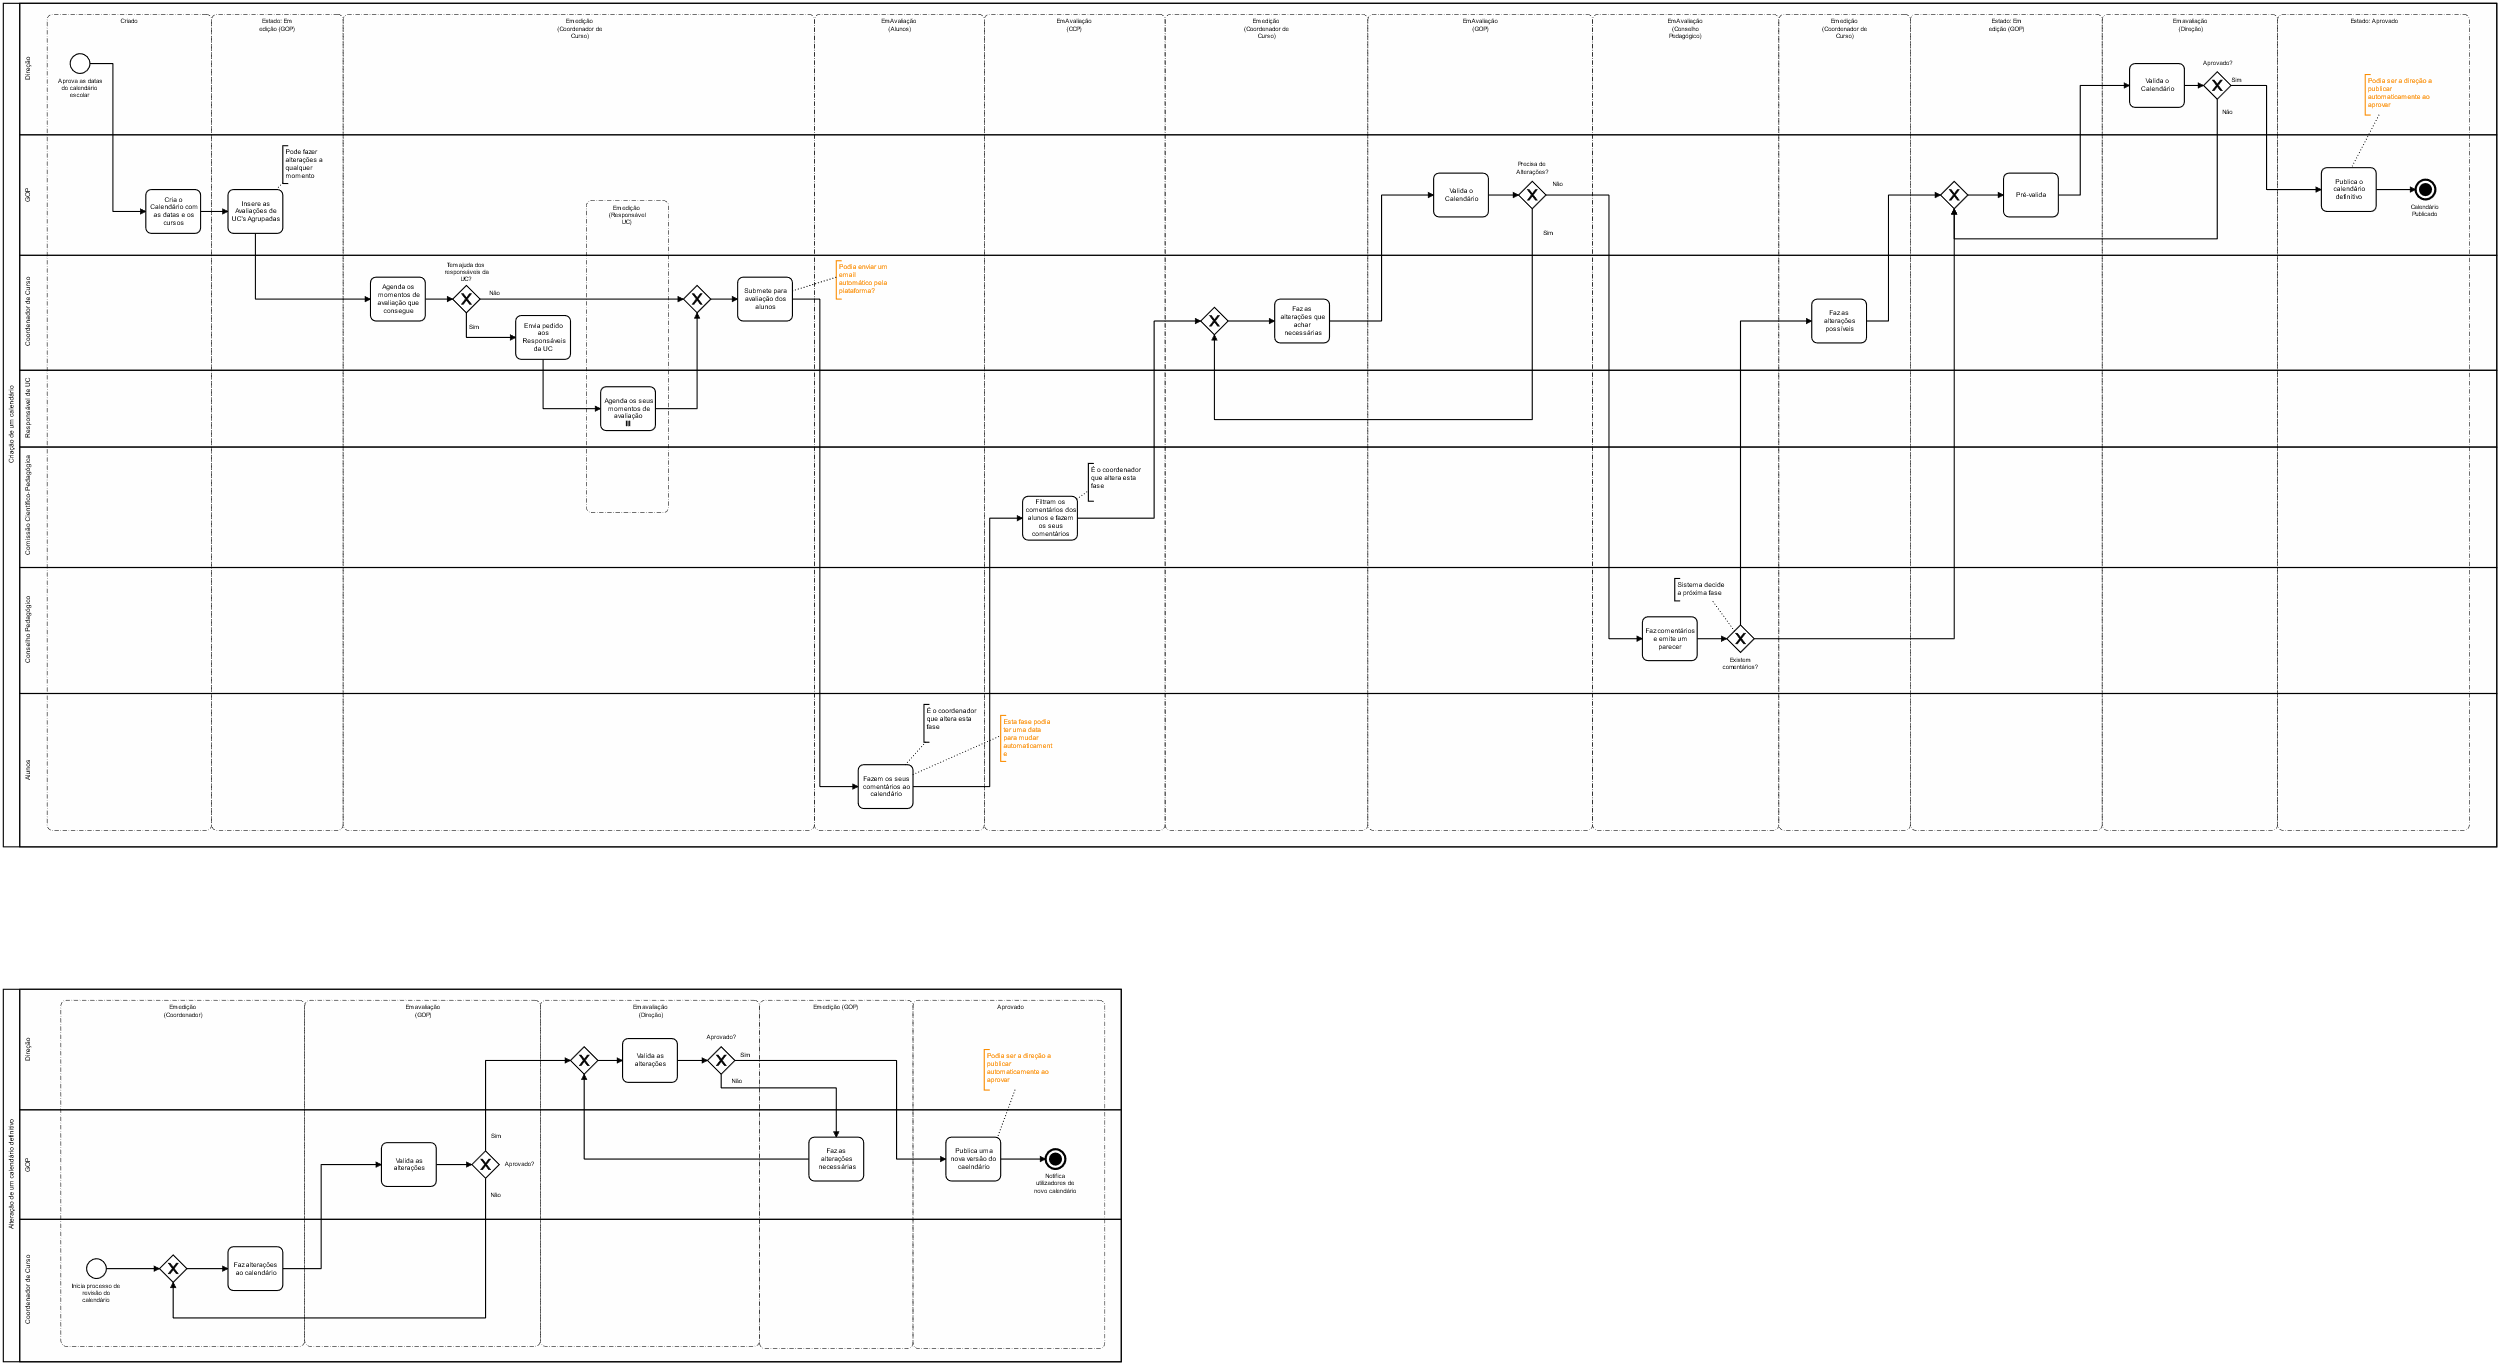 Criação de um calendário
Direção
GOP
Coordenador de Curso
Responsável de UC
Comissão Científico-Pedagógica
Conselho Pedagógico
Alunos
Criado
Estado: Em
edição (GOP)
Em edição
(Coordenador de
Curso)
Em Avaliação
(Alunos)
Em Avaliação
(CCP)
Em edição
(Coordenador de
Curso)
Em Avaliação
(GOP)
Em Avaliação
(Conselho
Pedagógico)
Em edição
(Coordenador de
Curso)
Estado: Em
edição (GOP)
Em avaliação
(Direção)
Estado: Aprovado
Aprova as datas
do calendário
escolar
Cria o
Calendário com
as datas e os
cursos
Insere as
Avaliações de
UC's Agrupadas
Pode fazer
alterações a
qualquer
momento
Agenda os
momentos de
avaliação que
consegue
Tem ajuda dos
responsáveis da
UC?
Não
Sim
Envia pedido
aos
Responsáveis
da UC
Em edição
(Responsável
UC)
Agenda os seus
momentos de
avaliação
Submete para
avaliação dos
alunos
Podia enviar um
email
automático pela
plataforma?
Fazem os seus
comentários ao
calendário
É o coordenador
que altera esta
fase
Esta fase podia
ter uma data
para mudar
automaticament
e
Filtram os
comentários dos
alunos e fazem
os seus
comentários
É o coordenador
que altera esta
fase
Faz as
alterações que
achar
necessárias
Valida o
Calendário
Precisa de
Alterações?
Não
Sim
Faz comentários
e emite um
parecer
Sistema decide
a próxima fase
Existem
comentários?
Faz as
alterações
possíveis
Pré-valida
Valida o
Calendário
Aprovado?
Sim
Não
Podia ser a direção a
publicar
automaticamente ao
aprovar
Publica o
calendário
definitivo
Calendário
Publicado
Alteração de um calendário definitivo
Direção
GOP
Coordenador de Curso
Em edição
(Coordenador)
Em avaliação
(GOP)
Em avaliação
(Direção)
Em edição (GOP)
Aprovado
Inicia processo de
revisão do
calendário
Faz alterações
ao calendário
Valida as
alterações
Sim
Aprovado?
Não
Valida as
alterações
Aprovado?
Sim
Não
Faz as
alterações
necessárias
Podia ser a direção a
publicar
automaticamente ao
aprovar
Publica uma
nova versão do
caelndário
Notifica
utilizadores de
novo calendário